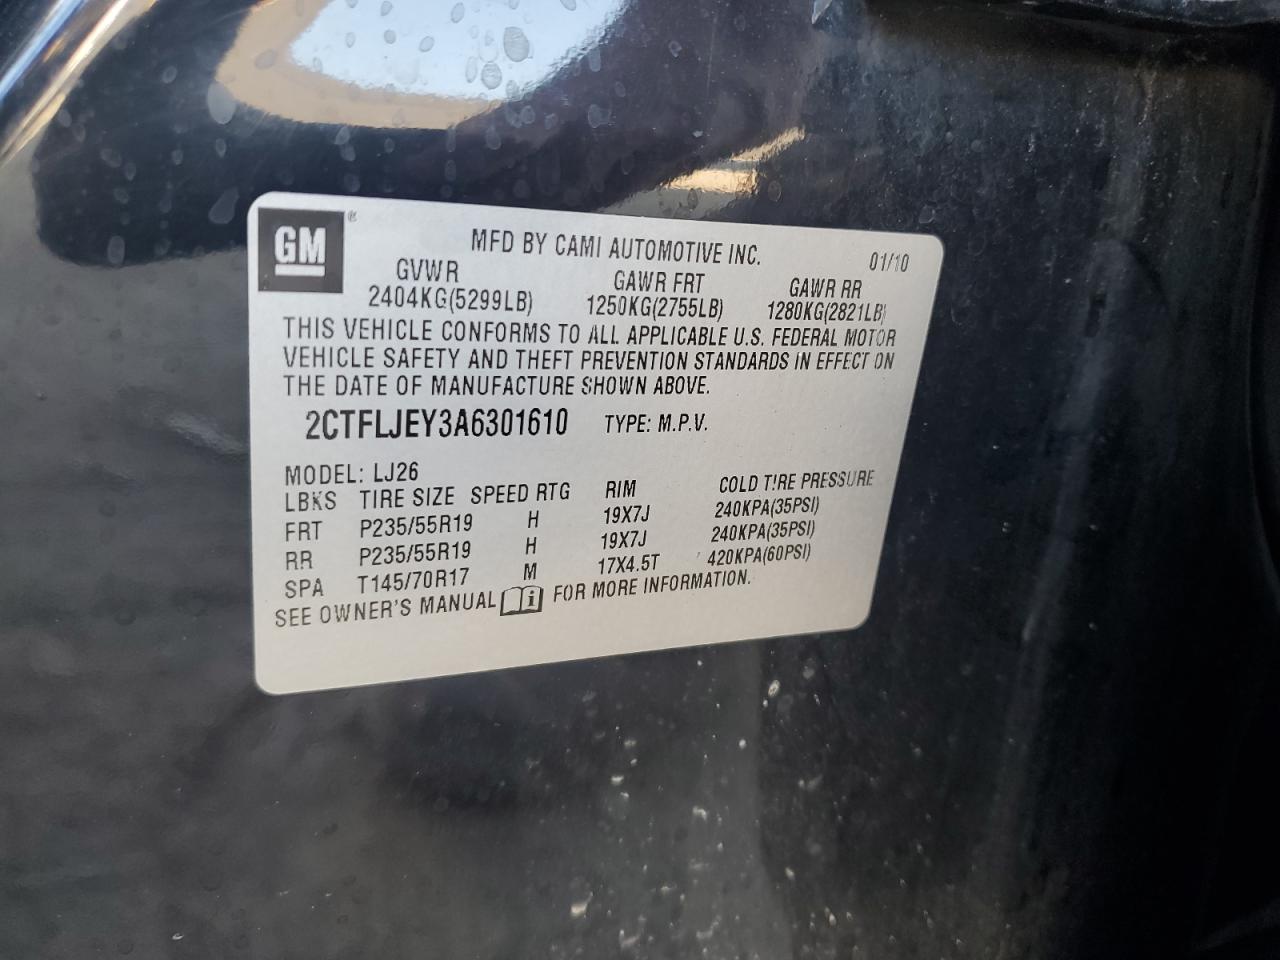 GM ®
MFD BY CAMI AUTOMOTIVE INC. 01/10
GVWR GAWR FRT GAWR RR
2404KG(5299LB) 1250KG(2755LB) 1280KG(2821LB)
THIS VEHICLE CONFORMS TO ALL APPLICABLE U.S. FEDERAL MOTOR
VEHICLE SAFETY AND THEFT PREVENTION STANDARDS IN EFFECT ON
THE DATE OF MANUFACTURE SHOWN ABOVE.
2CTFLJEY3A6301610 TYPE: M.P.V.
MODEL: LJ26
LBKS TIRE SIZE SPEED RTG RIM COLD TIRE PRESSURE
FRT P235/55R19 H 19X7J 240KPA(35PSI)
RR P235/55R19 H 19X7J 240KPA(35PSI)
SPA T145/70R17 M 17X4.5T 420KPA(60PSI)
SEE OWNER'S MANUAL i FOR MORE INFORMATION.